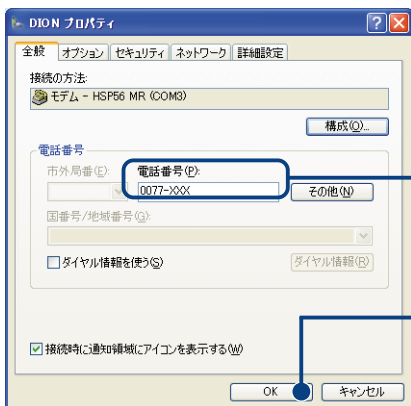 DION プロパティ
全般 オプション セキュリティ ネットワーク 詳細設定
接続の方法:
モデム - HSP56 MR (COM3)
構成(O)...
電話番号
市外局番(E): 電話番号(P):
0077-XXX その他(N)
国番号/地域番号(G):
ダイヤル情報を使う(S) ダイヤル情報(R)
接続時に通知領域にアイコンを表示する(W)
OK キャンセル